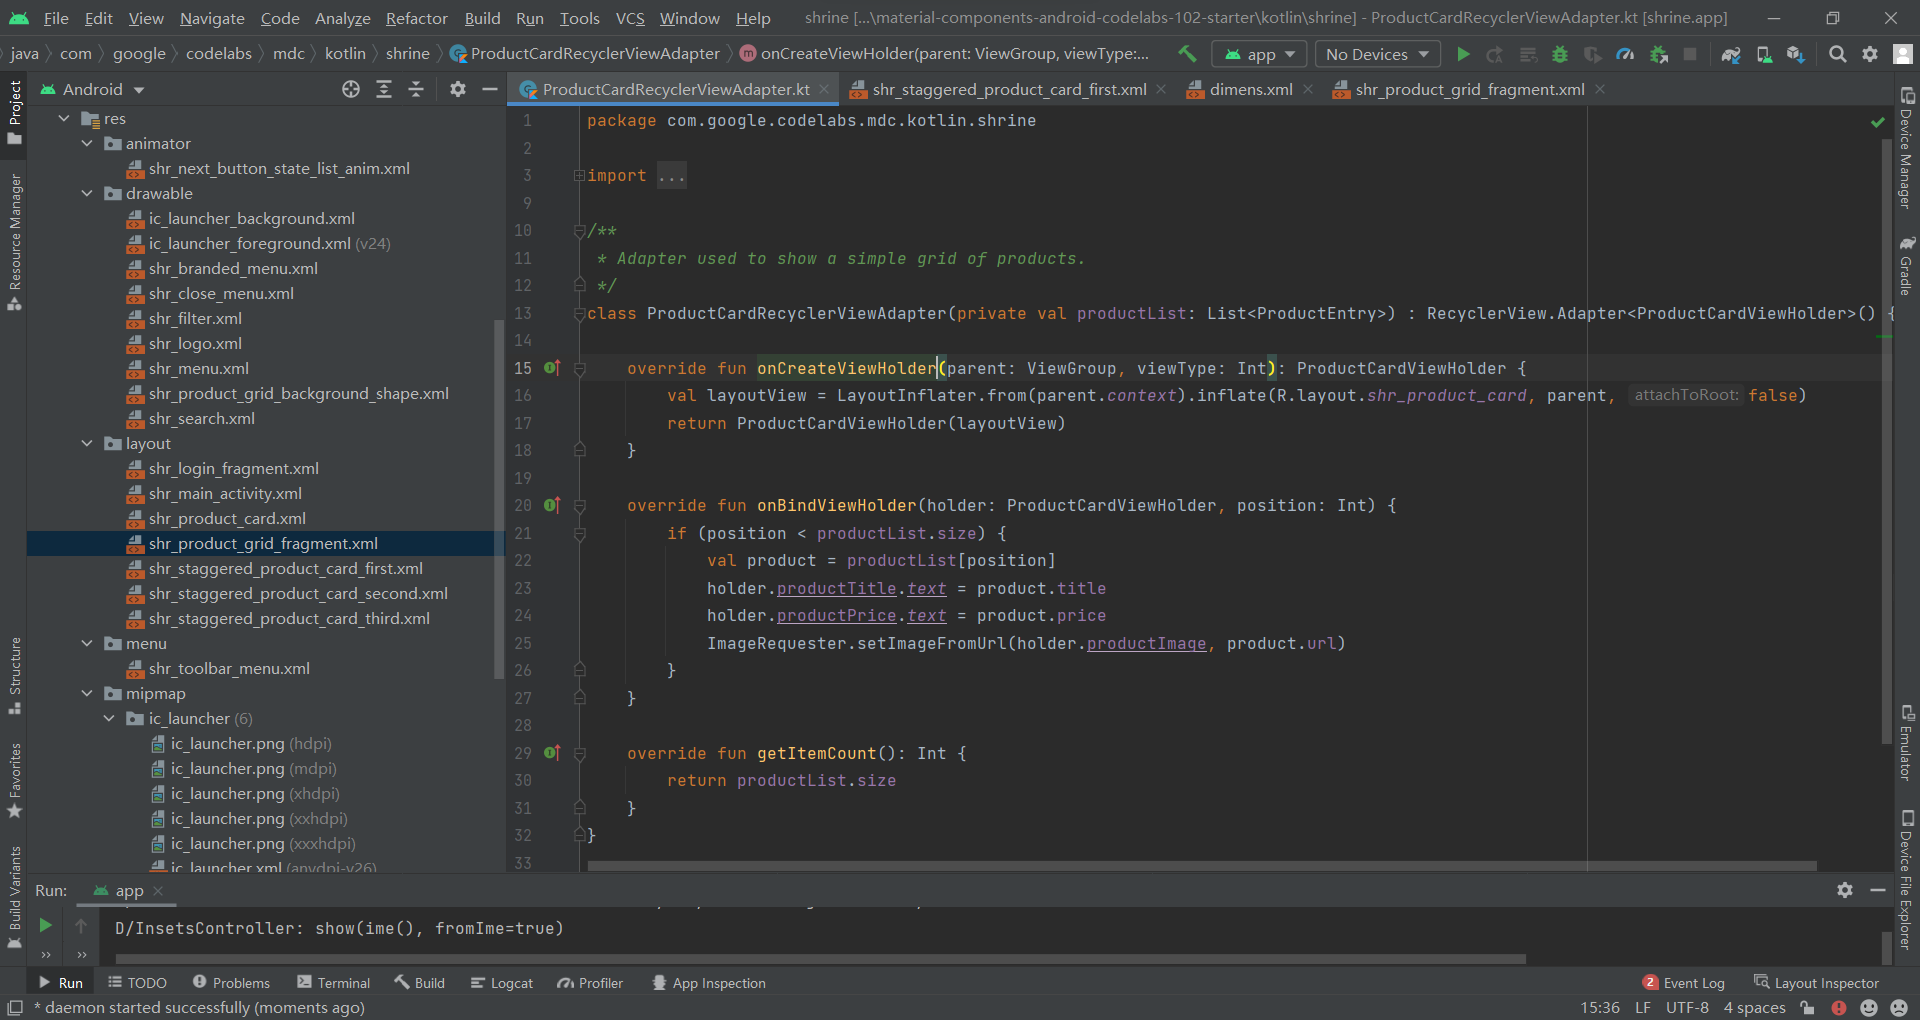 File Edit View Navigate Code Analyze Refactor Build Run Tools VCS Window Help shrine [...\material-components-android-codelabs-102-starter\kotlin\shrine] - ProductCardRecyclerViewAdapter.kt [shrine.app]
java com google codelabs mdc kotlin shrine ProductCardRecyclerViewAdapter onCreateViewHolder(parent: ViewGroup, viewType:... app No Devices
Android
ProductCardRecyclerViewAdapter.kt shr_staggered_product_card_first.xml dimens.xml shr_product_grid_fragment.xml
Project
Resource Manager
Structure
Favorites
Build Variants
res
animator
shr_next_button_state_list_anim.xml
drawable
ic_launcher_background.xml
ic_launcher_foreground.xml (v24)
shr_branded_menu.xml
shr_close_menu.xml
shr_filter.xml
shr_logo.xml
shr_menu.xml
shr_product_grid_background_shape.xml
shr_search.xml
layout
shr_login_fragment.xml
shr_main_activity.xml
shr_product_card.xml
shr_product_grid_fragment.xml
shr_staggered_product_card_first.xml
shr_staggered_product_card_second.xml
shr_staggered_product_card_third.xml
menu
shr_toolbar_menu.xml
mipmap
ic_launcher (6)
ic_launcher.png (hdpi)
ic_launcher.png (mdpi)
ic_launcher.png (xhdpi)
ic_launcher.png (xxhdpi)
ic_launcher.png (xxxhdpi)
ic_launcher.xml (anydpi-v26)
1 package com.google.codelabs.mdc.kotlin.shrine
2
3 import ...
9
10 /**
11 * Adapter used to show a simple grid of products.
12 */
13 class ProductCardRecyclerViewAdapter(private val productList: List<ProductEntry>) : RecyclerView.Adapter<ProductCardViewHolder>() {
14
15 override fun onCreateViewHolder(parent: ViewGroup, viewType: Int): ProductCardViewHolder {
16 val layoutView = LayoutInflater.from(parent.context).inflate(R.layout.shr_product_card, parent, attachToRoot: false)
17 return ProductCardViewHolder(layoutView)
18 }
19
20 override fun onBindViewHolder(holder: ProductCardViewHolder, position: Int) {
21 if (position < productList.size) {
22 val product = productList[position]
23 holder.productTitle.text = product.title
24 holder.productPrice.text = product.price
25 ImageRequester.setImageFromUrl(holder.productImage, product.url)
26 }
27 }
28
29 override fun getItemCount(): Int {
30 return productList.size
31 }
32 }
33
Device Manager
Gradle
Emulator
Device File Explorer
Run: app
D/InsetsController: show(ime(), fromIme=true)
Run TODO Problems Terminal Build Logcat Profiler App Inspection 2 Event Log Layout Inspector
* daemon started successfully (moments ago) 15:36 LF UTF-8 4 spaces